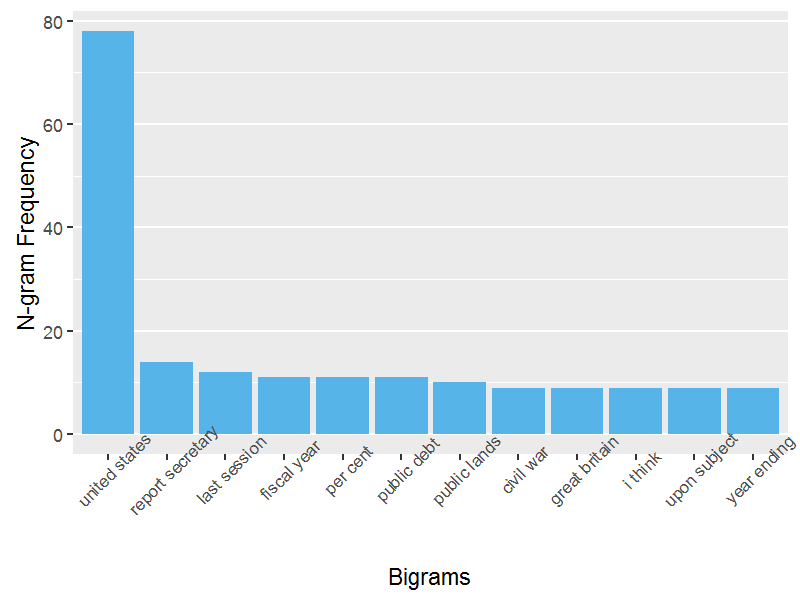 80
60
40
20
0
N-gram Frequency
united states
report secretary
last session
fiscal year
per cent
public debt
public lands
civil war
great britain
i think
upon subject
year ending
Bigrams